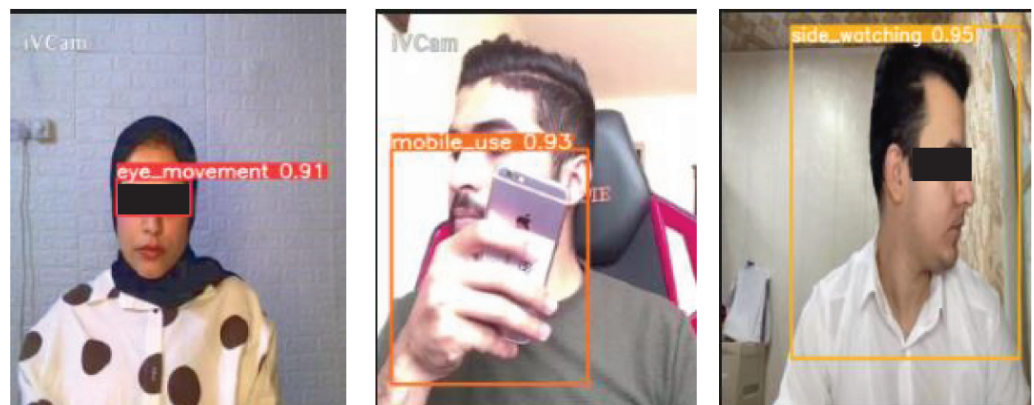 iVCam
eye_movement 0.91
iVCam
mobile_use 0.93
side_watching 0.95